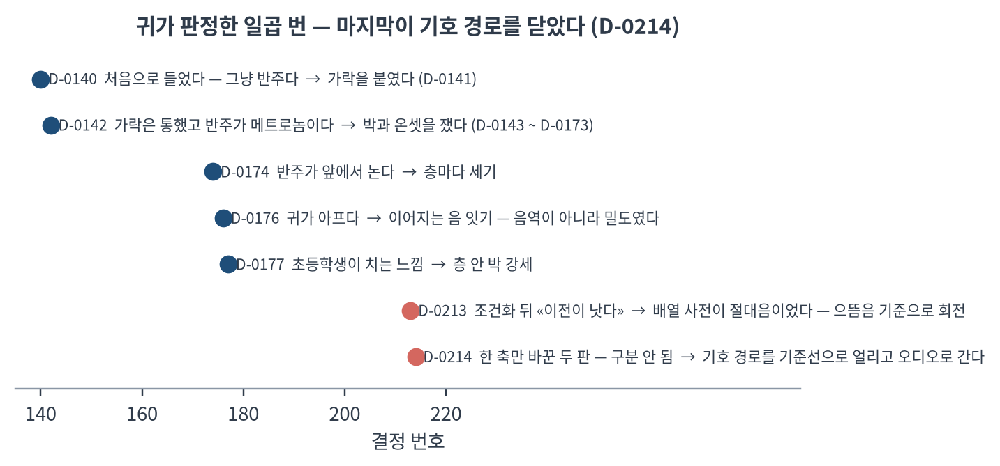 귀가 판정한 일곱 번 — 마지막이 기호 경로를 닫았다 (D-0214)
D-0140 처음으로 들었다 — 그냥 반주다 → 가락을 붙였다 (D-0141)
D-0142 가락은 통했고 반주가 메트로놈이다 → 박과 온셋을 쟀다 (D-0143 ~ D-0173)
D-0174 반주가 앞에서 논다 → 층마다 세기
D-0176 귀가 아프다 → 이어지는 음 잇기 — 음역이 아니라 밀도였다
D-0177 초등학생이 치는 느낌 → 층 안 박 강세
D-0213 조건화 뒤 «이전이 낫다» → 배열 사전이 절대음이었다 — 으뜸음 기준으로 회전
D-0214 한 축만 바꾼 두 판 — 구분 안 됨 → 기호 경로를 기준선으로 얼리고 오디오로 간다
140 160 180 200 220
결정 번호